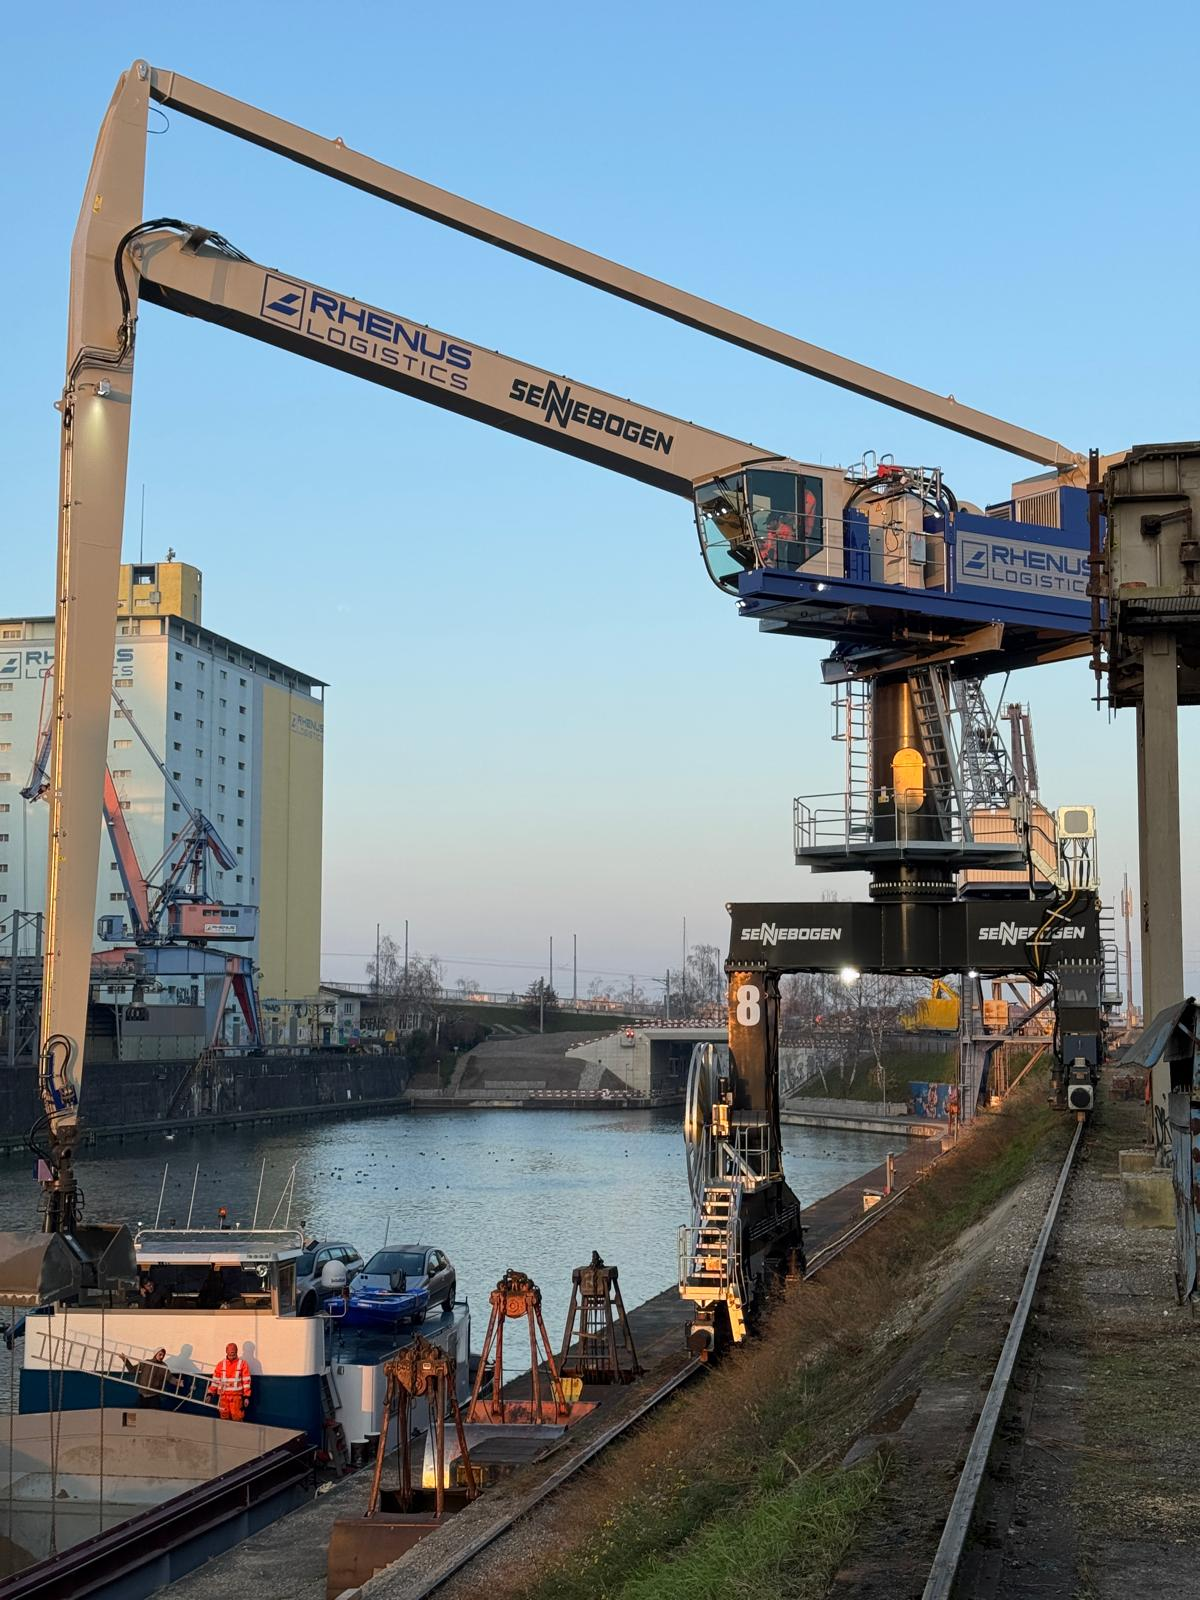 RHENUS
LOGISTICS
SENNEBOGEN
RHENUS
LOGISTICS
RHENUS
LOGISTICS
7
RHENUS
SENNEBOGEN
SENNEBOGEN
8